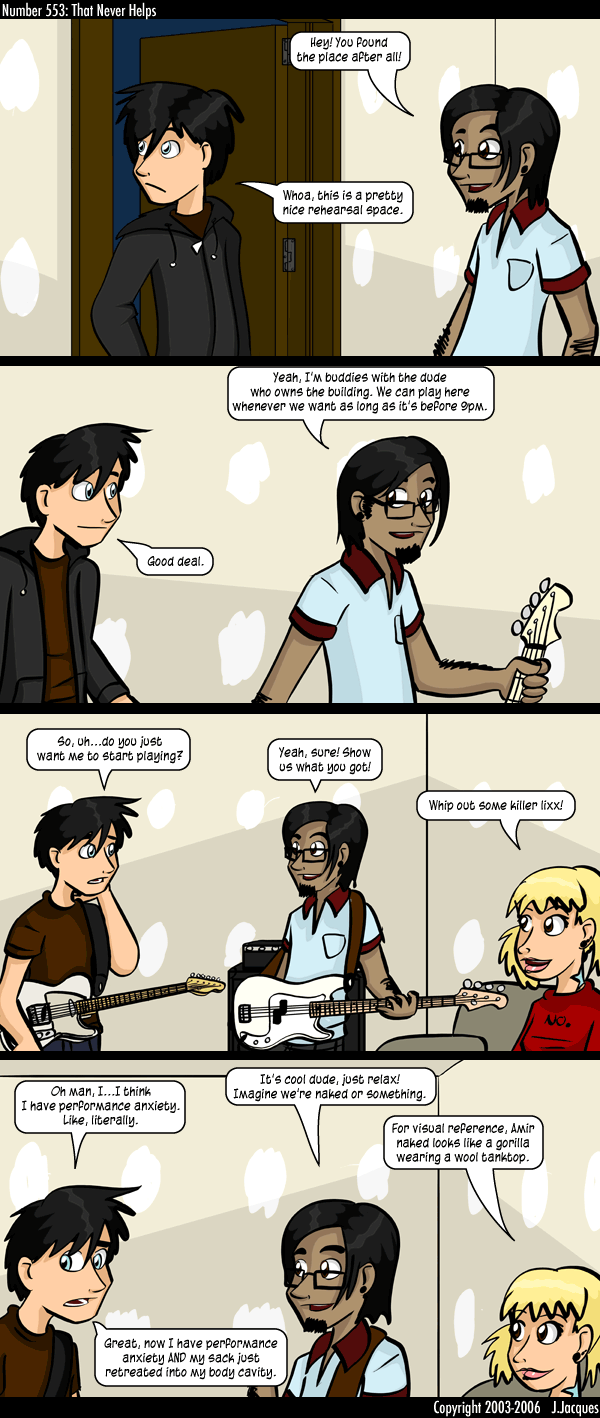 Number 553: That Never Helps
Hey! You found
the place after all!
Whoa, this is a pretty
nice rehearsal space.
Yeah, I'm buddies with the dude
who owns the building. We can play here
whenever we want as long as it's before 9pm.
Good deal.
So, uh...do you just
want me to start playing?
Yeah, sure! Show
us what you got!
Whip out some killer lixx!
NO.
Oh man, I...I think
I have performance anxiety.
Like, literally.
It's cool dude, just relax!
Imagine we're naked or something.
For visual reference, Amir
naked looks like a gorilla
wearing a wool tanktop.
Great, now I have performance
anxiety AND my sack just
retreated into my body cavity.
Copyright 2003-2006 J.Jacques